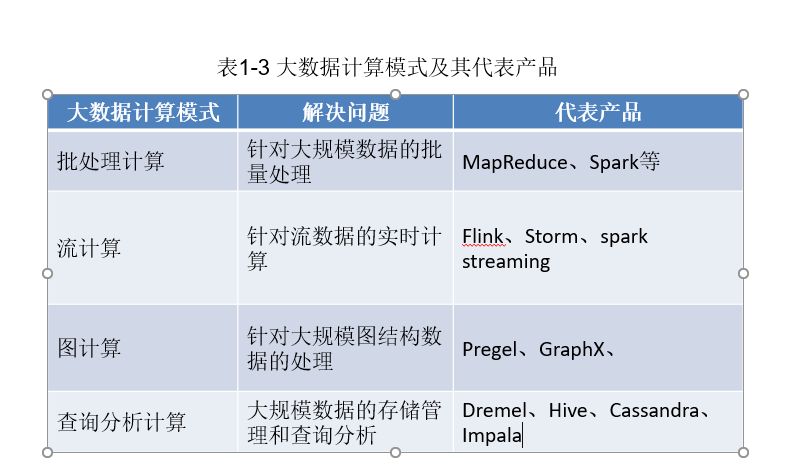 表1-3 大数据计算模式及其代表产品
大数据计算模式 解决问题 代表产品
批处理计算
针对大规模数据的批
量处理
MapReduce、Spark等
流计算
针对流数据的实时计
算
Flink、Storm、spark
streaming
图计算
针对大规模图结构数
据的处理
Pregel、GraphX、
查询分析计算
大规模数据的存储管
理和查询分析
Dremel、Hive、Cassandra、
Impala